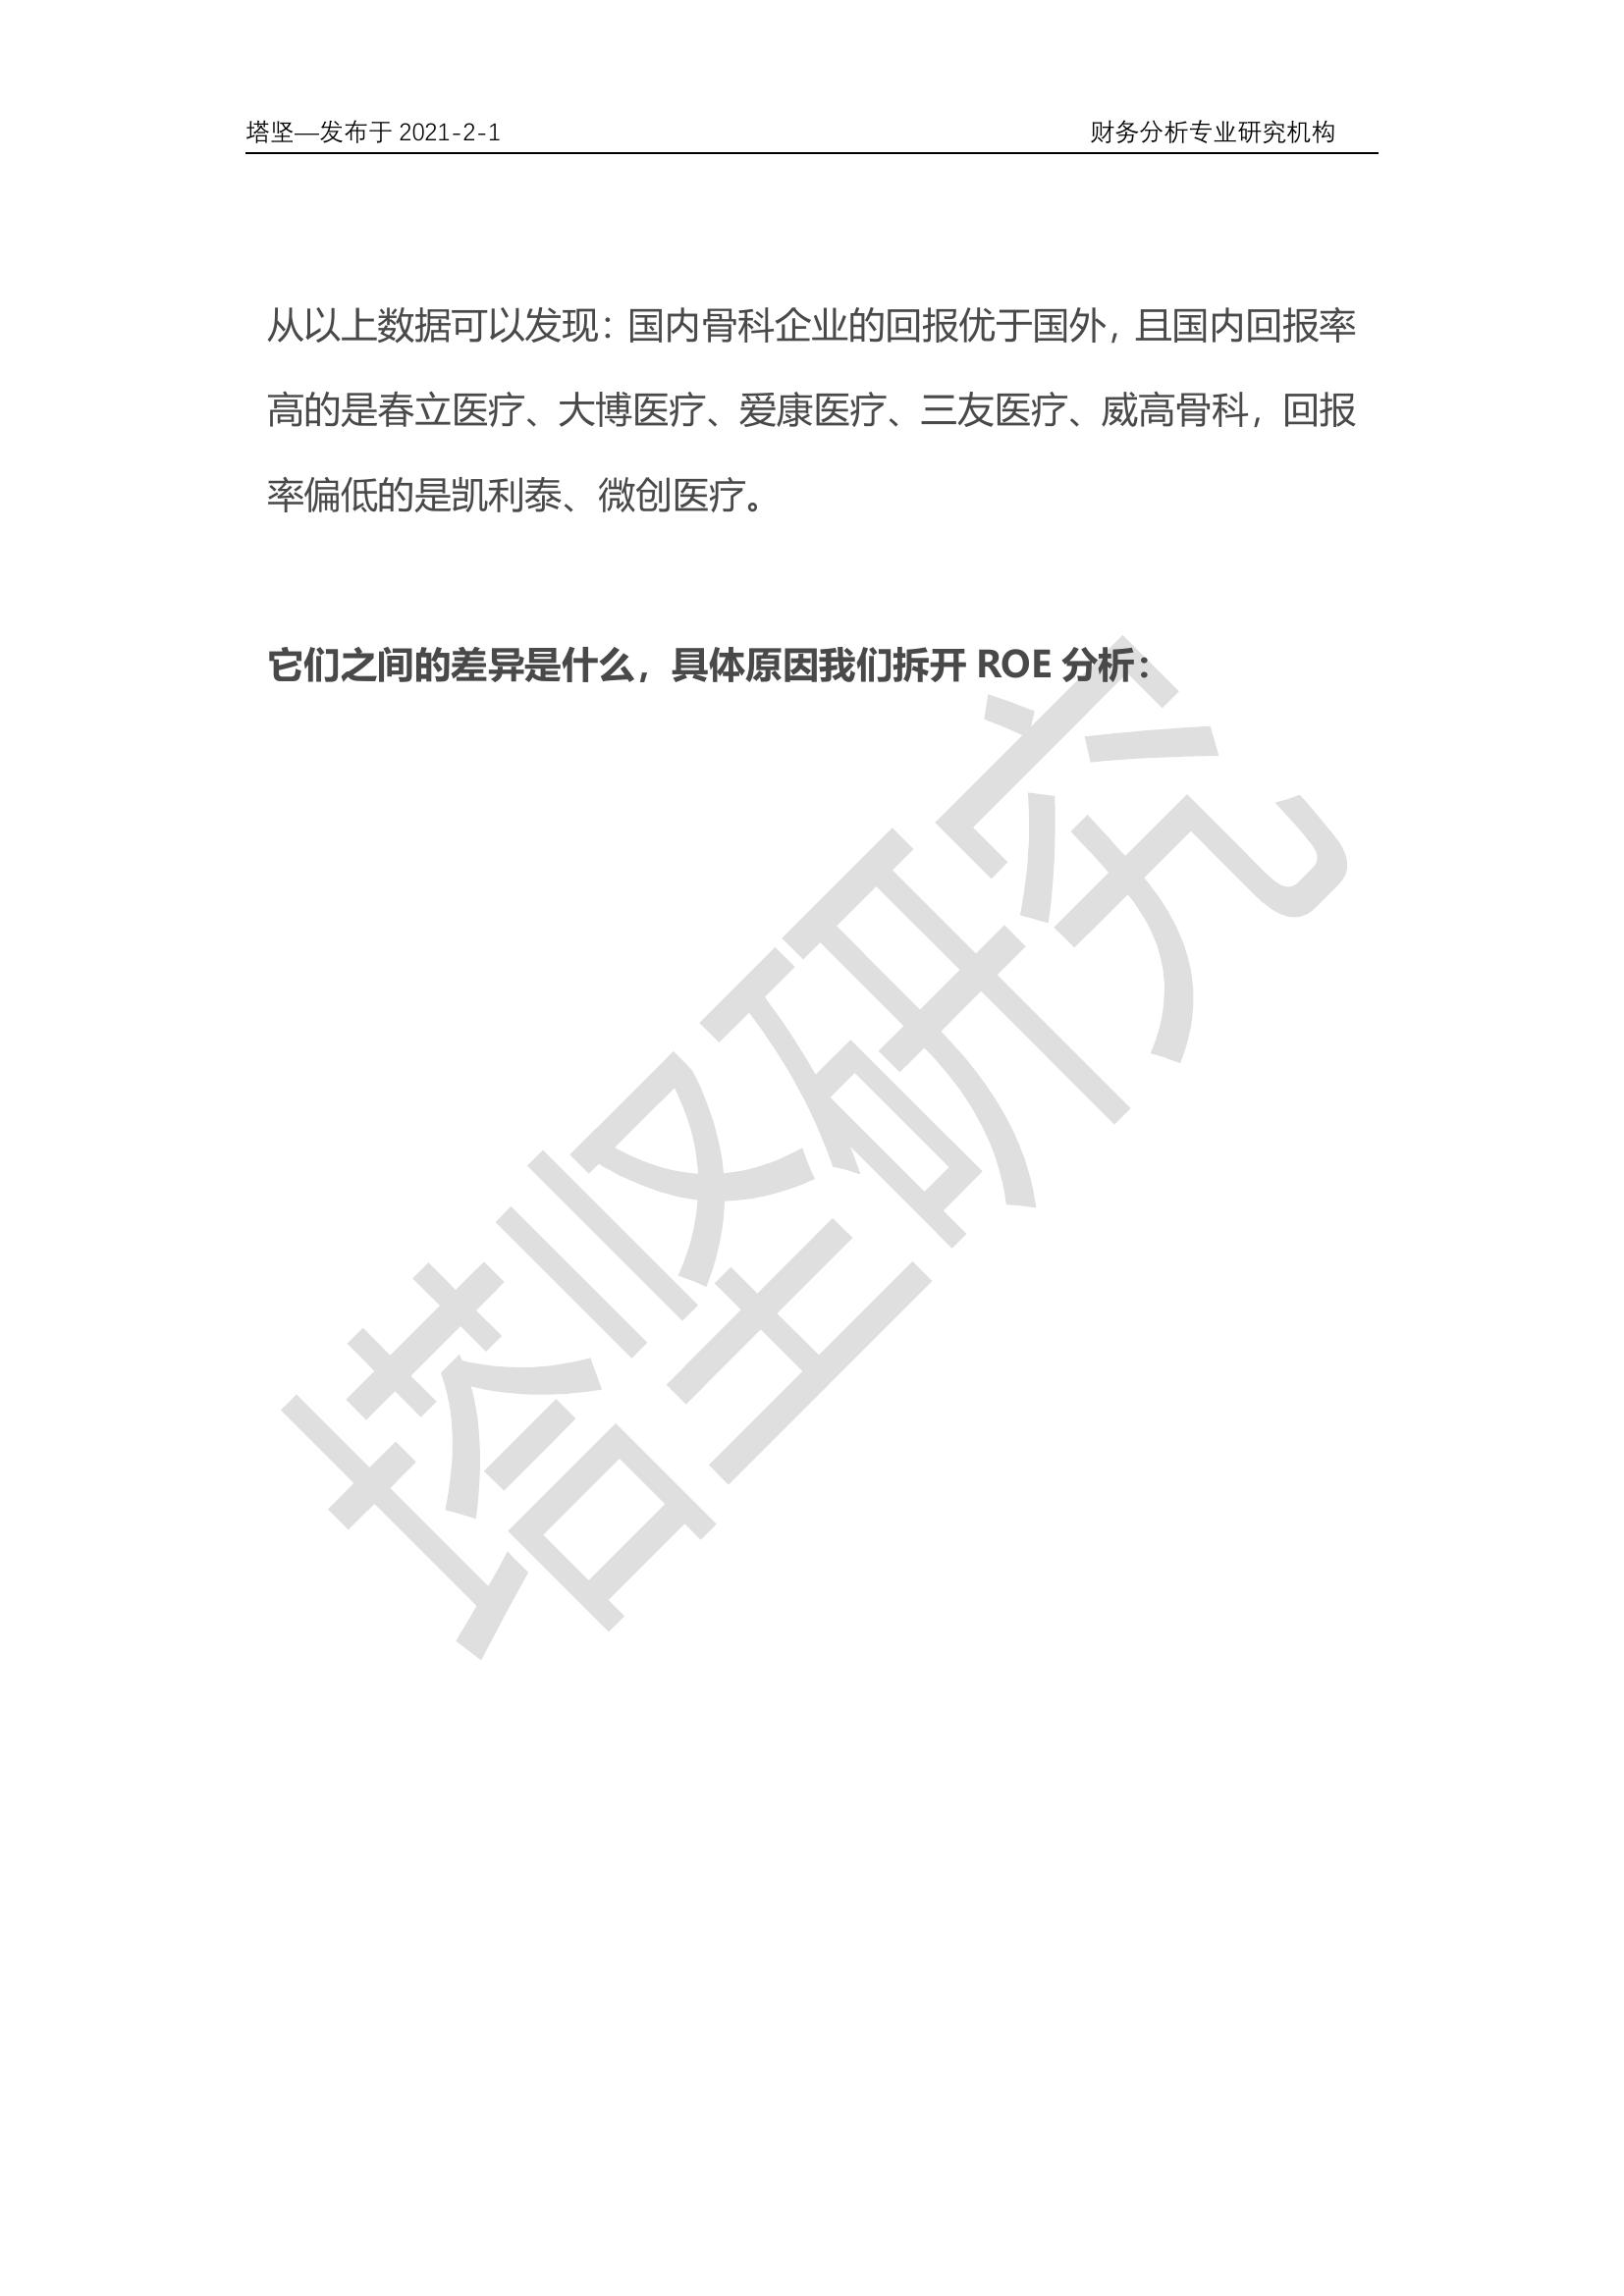 塔坚—发布于 2021-2-1 财务分析专业研究机构
从以上数据可以发现：国内骨科企业的回报优于国外，且国内回报率
高的是春立医疗、大博医疗、爱康医疗、三友医疗、威高骨科，回报
率偏低的是凯利泰、微创医疗。
它们之间的差异是什么，具体原因我们拆开 ROE 分析：
塔坚研究